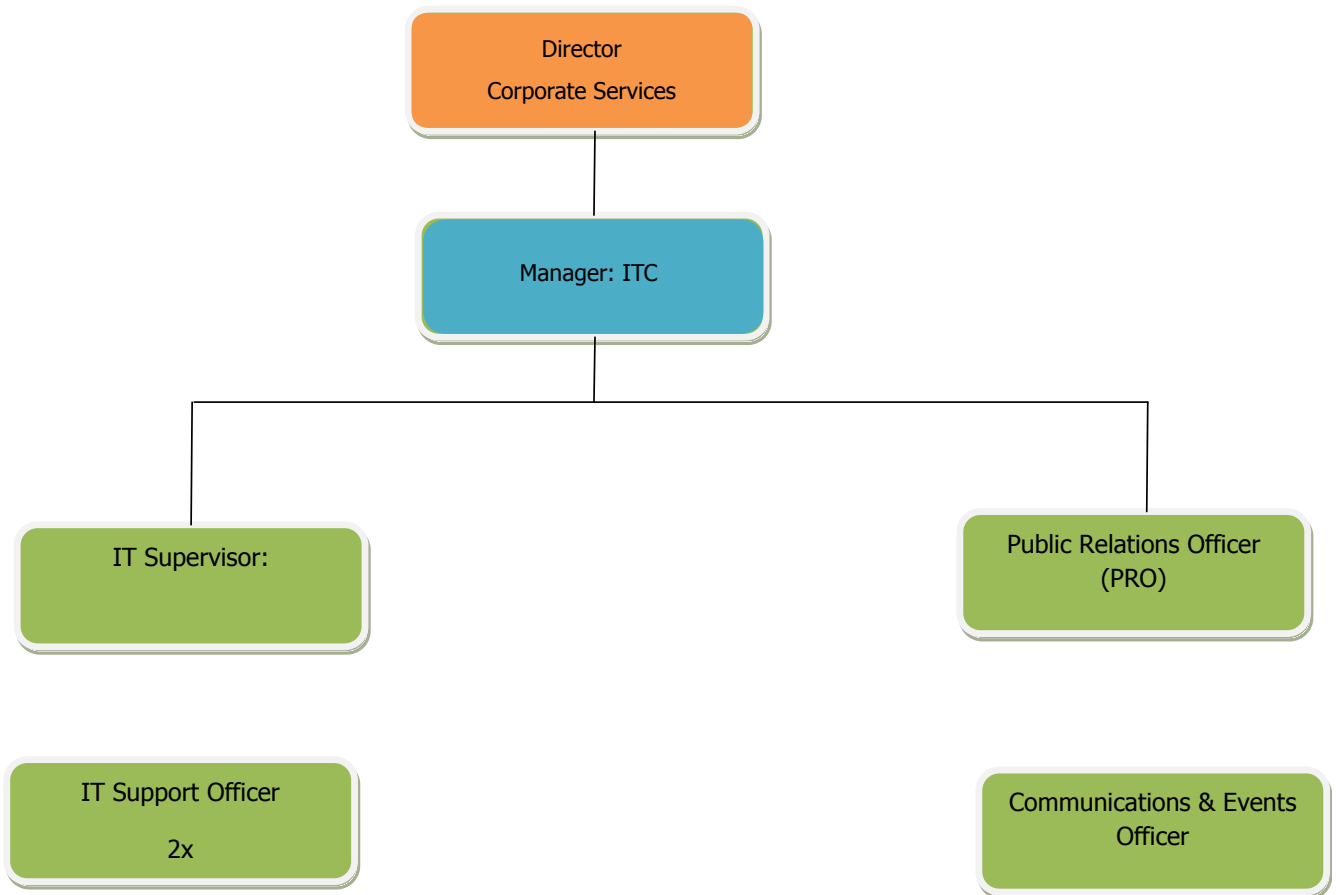 Director
Corporate Services
Manager: ITC
IT Supervisor:
Public Relations Officer
(PRO)
IT Support Officer
2x
Communications & Events
Officer